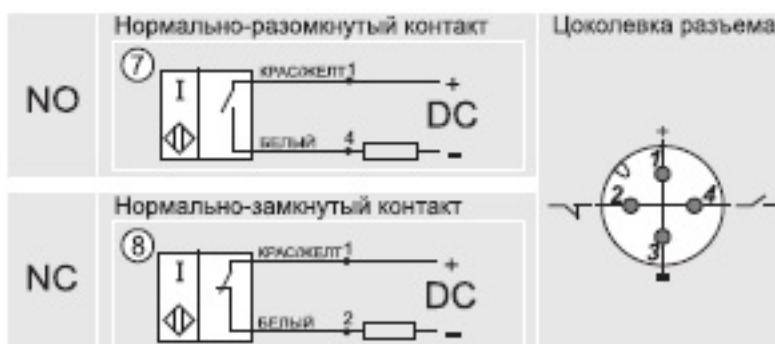 Нормально-разомкнутый контакт
Цоколевка разъема
NO
7
I
КРАС/ЖЕЛТ 1
+
DC
БЕЛЫЙ 4
-
Нормально-замкнутый контакт
NC
8
I
КРАС/ЖЕЛТ 1
+
DC
БЕЛЫЙ 2
-
+
1
2
4
3
-